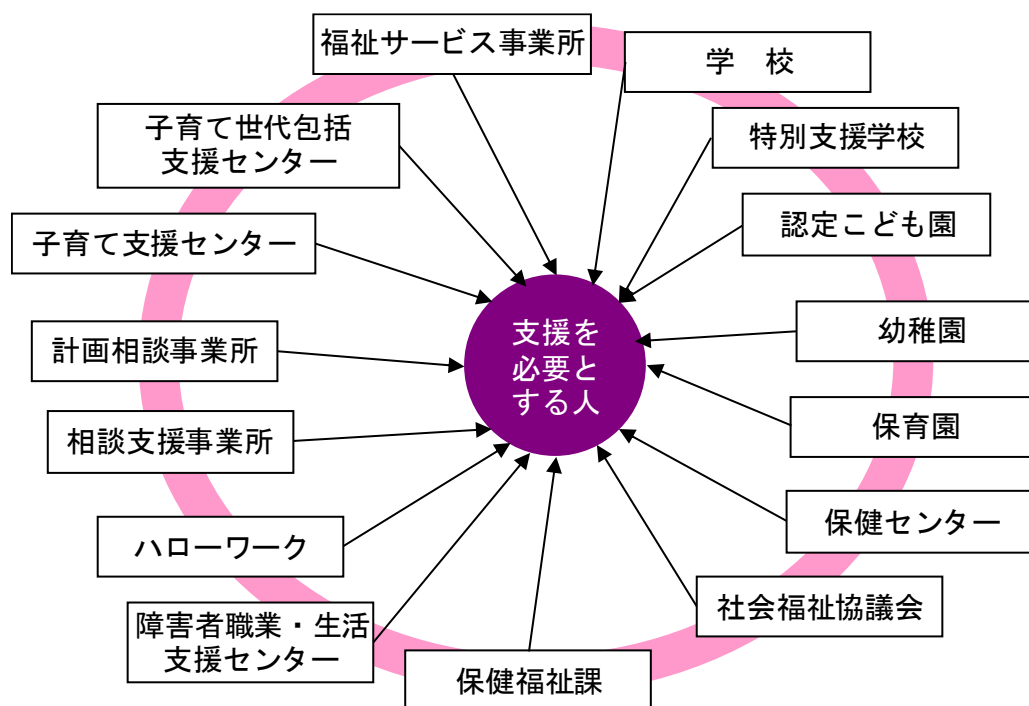 福祉サービス事業所
学　校
子育て世代包括
支援センター
特別支援学校
認定こども園
子育て支援センター
幼稚園
支援を
必要と
する人
計画相談事業所
保育園
相談支援事業所
保健センター
ハローワーク
社会福祉協議会
障害者職業・生活
支援センター
保健福祉課